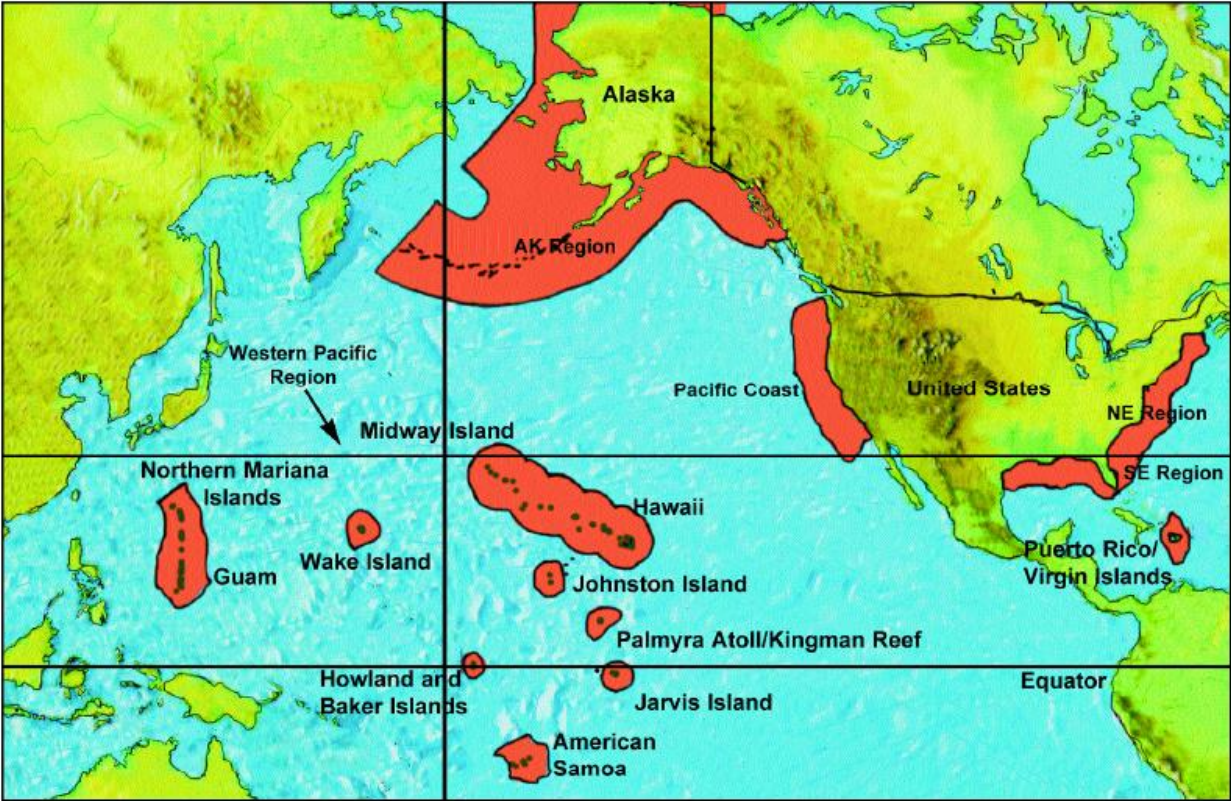 Alaska
AK Region
Western Pacific
Region
Pacific Coast
United States
NE Region
Midway Island
Northern Mariana
Islands
SE Region
Hawaii
Wake Island
Guam
Puerto Rico/
Virgin Islands
Johnston Island
Palmyra Atoll/Kingman Reef
Howland and
Baker Islands
Equator
Jarvis Island
American
Samoa